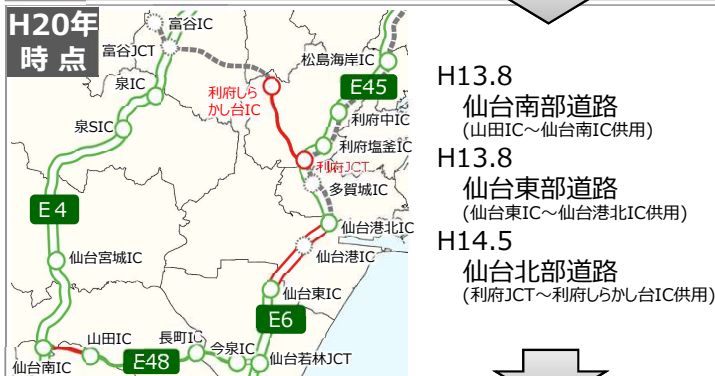 H20年
時点
富谷IC
富谷JCT
松島海岸IC
泉IC
E45
利府しら
かし台IC
利府中IC
泉SIC
利府塩釜IC
利府JCT
多賀城IC
E4
仙台港北IC
仙台港IC
仙台宮城IC
仙台東IC
E6
山田IC
長町IC
今泉IC
仙台若林JCT
E48
仙台南IC
H13.8
仙台南部道路
(山田IC～仙台南IC供用)
H13.8
仙台東部道路
(仙台東IC～仙台港北IC供用)
H14.5
仙台北部道路
(利府JCT～利府しらかし台IC供用)